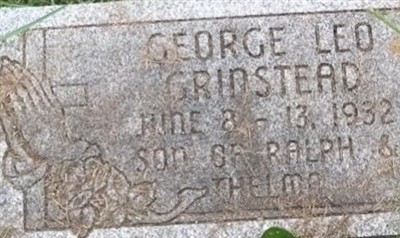 GEORGE LEO
GRINSTEAD
JUNE 8 - 13, 1932
SON OF RALPH &
THELMA